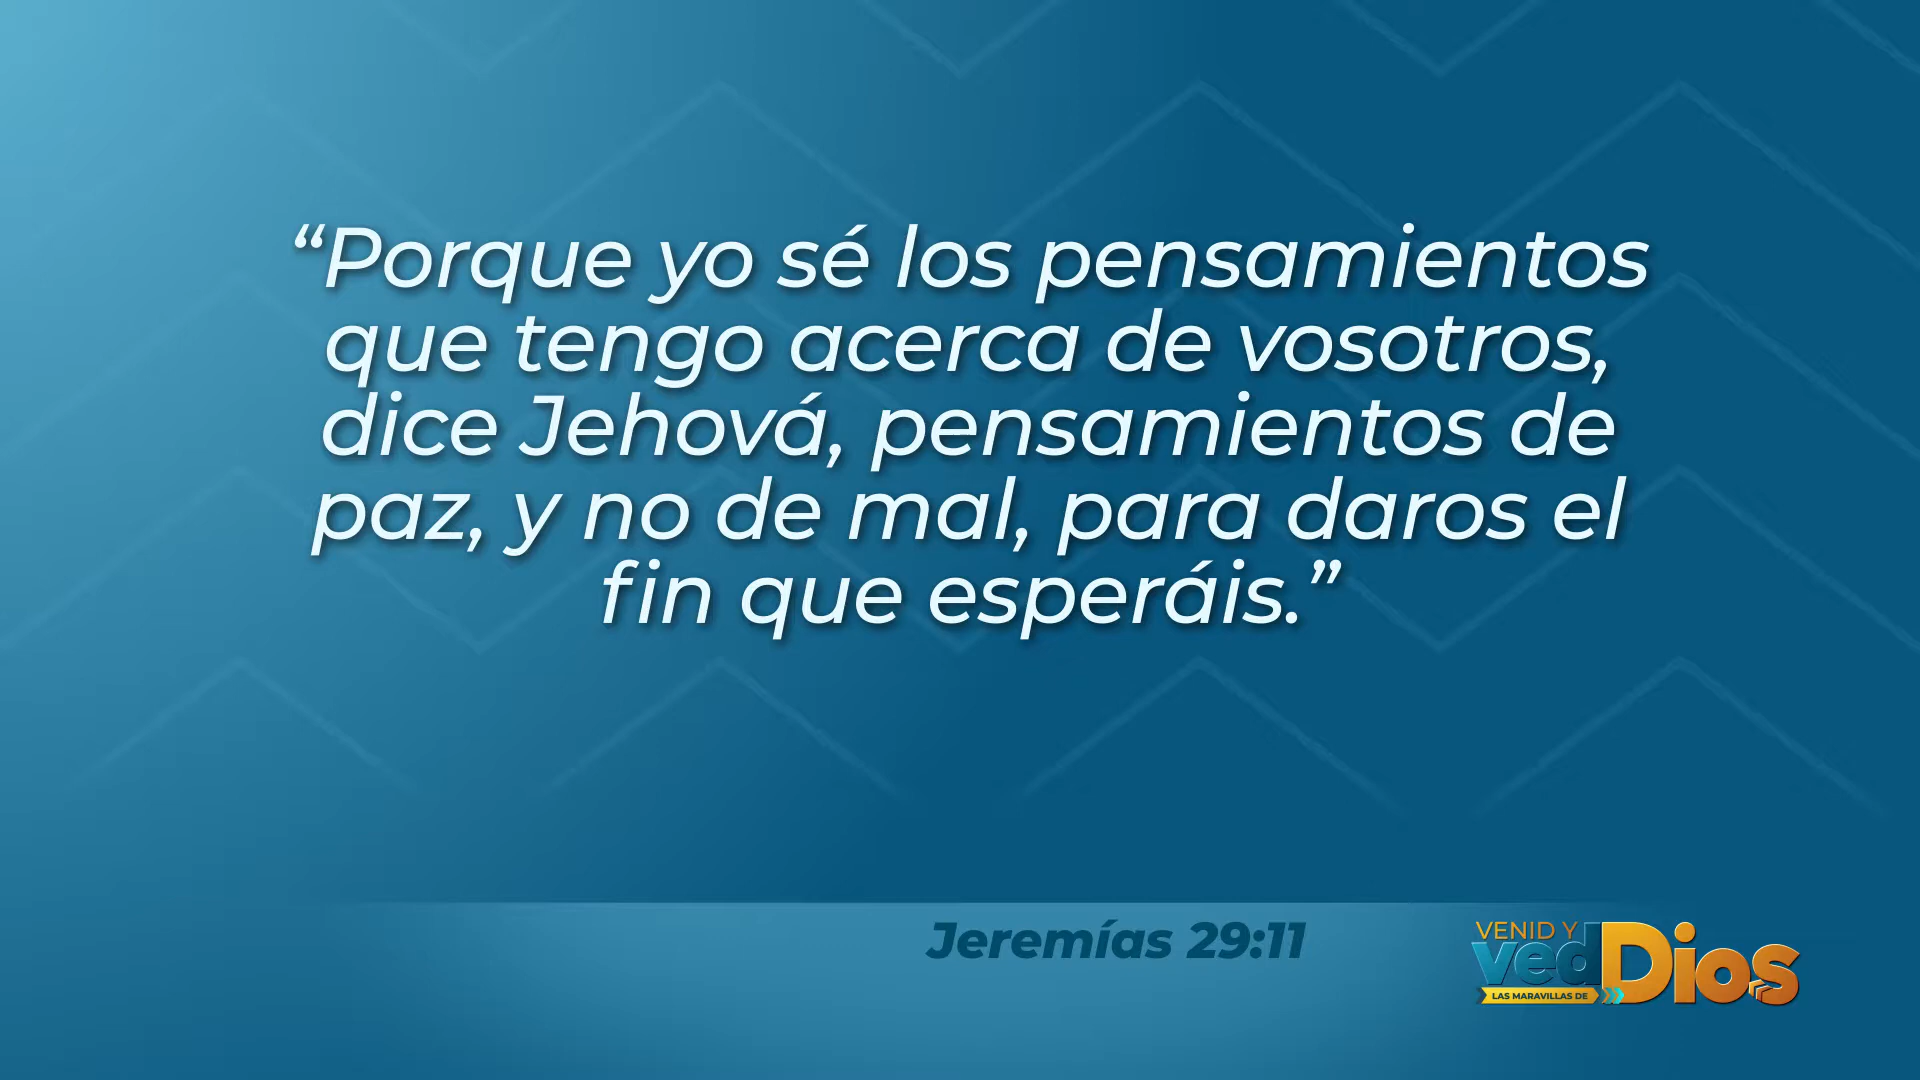 “Porque yo sé los pensamientos
que tengo acerca de vosotros,
dice Jehová, pensamientos de
paz, y no de mal, para daros el
fin que esperáis.”
Jeremías 29:11
VENID Y
ved Dios
LAS MARAVILLAS DE